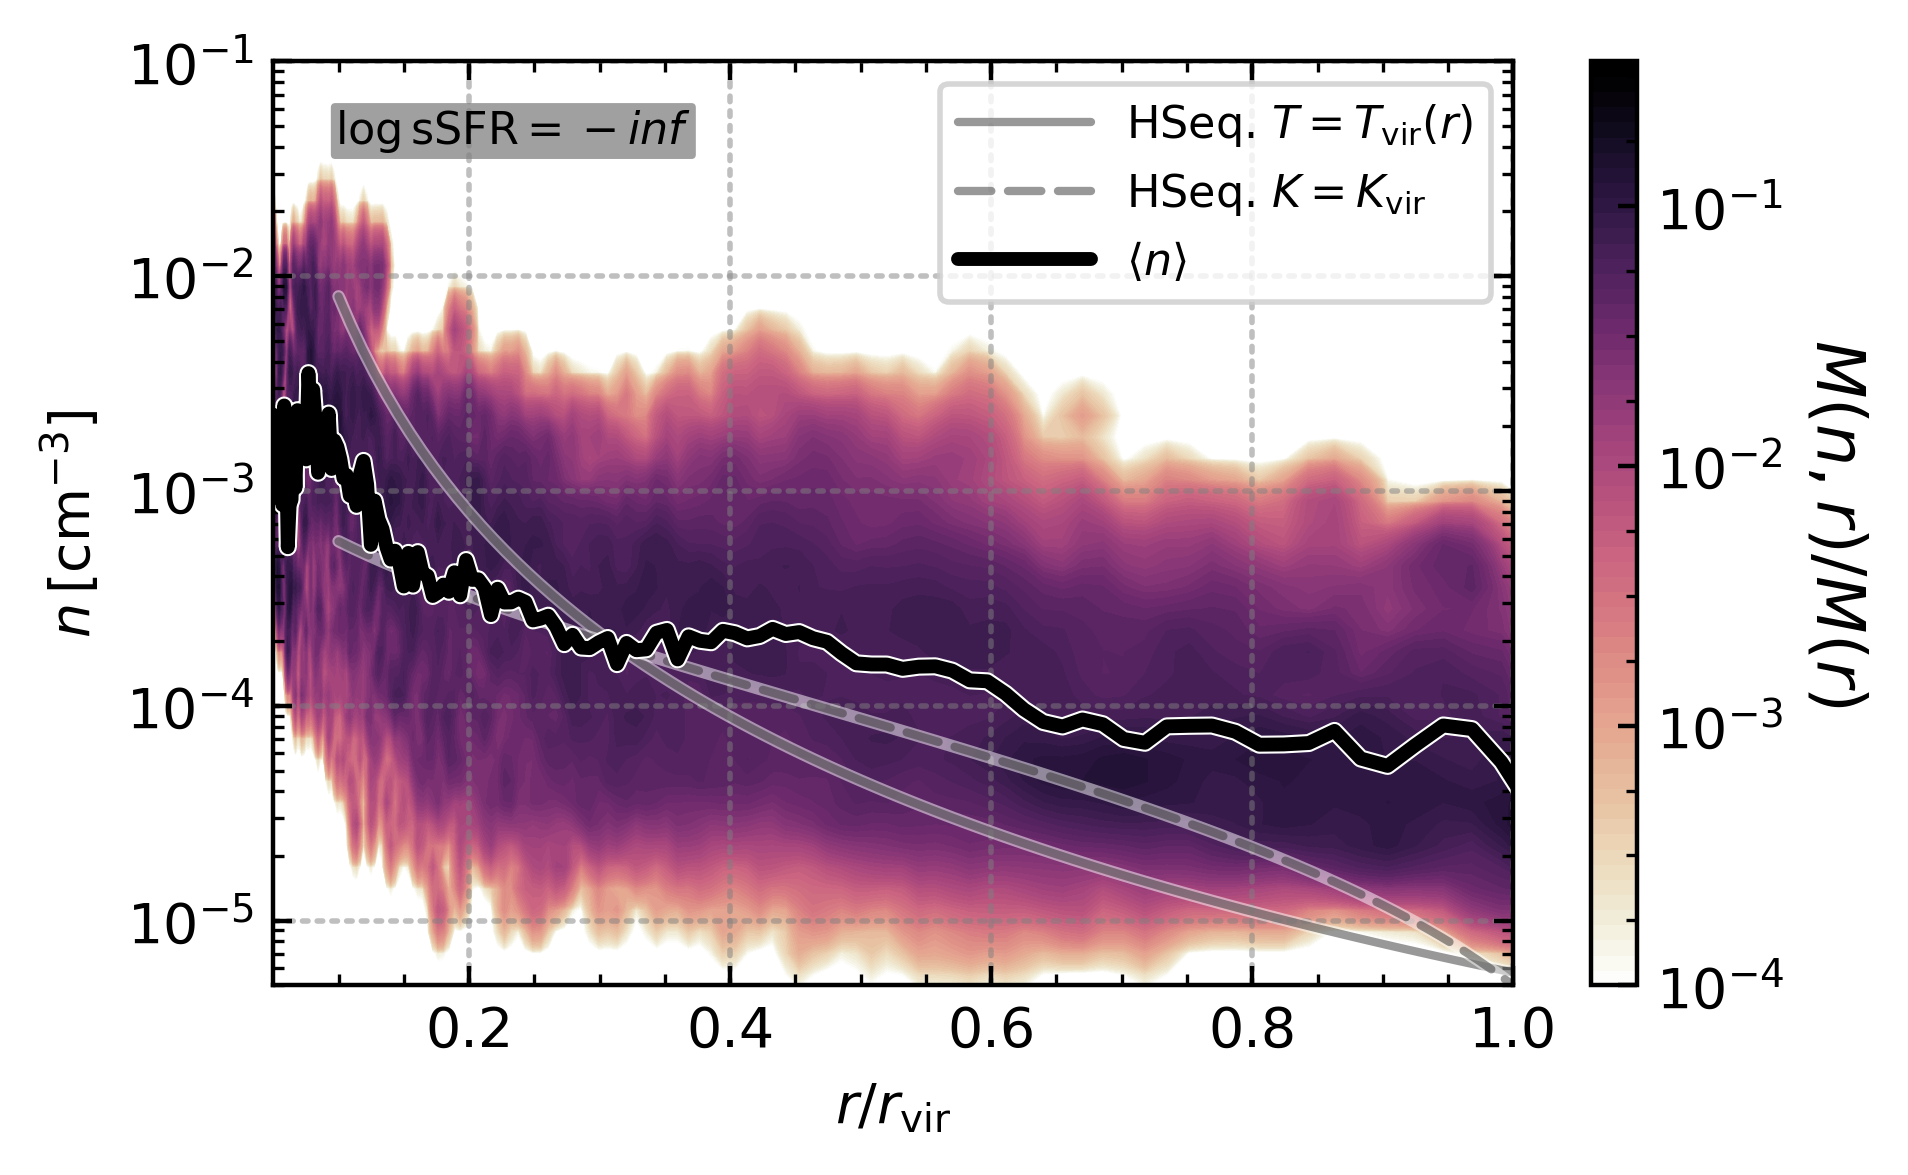 log sSFR = −inf
HSeq. T = T_vir(r)
HSeq. K = K_vir
⟨n⟩
n [cm⁻³]
10⁻¹
10⁻²
10⁻³
10⁻⁴
10⁻⁵
0.2 0.4 0.6 0.8 1.0
r/r_vir
10⁻¹
10⁻²
10⁻³
10⁻⁴
M(n, r)/M(r)